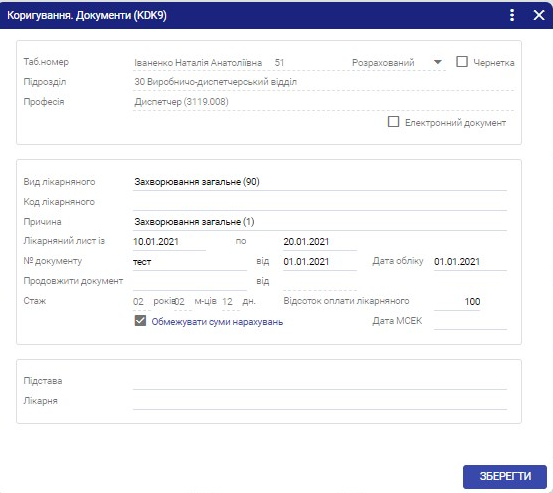 Коригування. Документи (KDK9)
Таб.номер Іваненко Наталія Анатоліївна 51 Розрахований Чернетка
Підрозділ 30 Виробничо-диспетчерський відділ
Професія Диспетчер (3119.008)
Електронний документ
Вид лікарняного Захворювання загальне (90)
Код лікарняного
Причина Захворювання загальне (1)
Лікарняний лист із 10.01.2021 по 20.01.2021
№ документу тест від 01.01.2021 Дата обліку 01.01.2021
Продовжити документ від
Стаж 02 років 02 м-ців 12 дн. Відсоток оплати лікарняного 100
Обмежувати суми нарахувань Дата МСЕК
Підстава
Лікарня
ЗБЕРЕГТИ